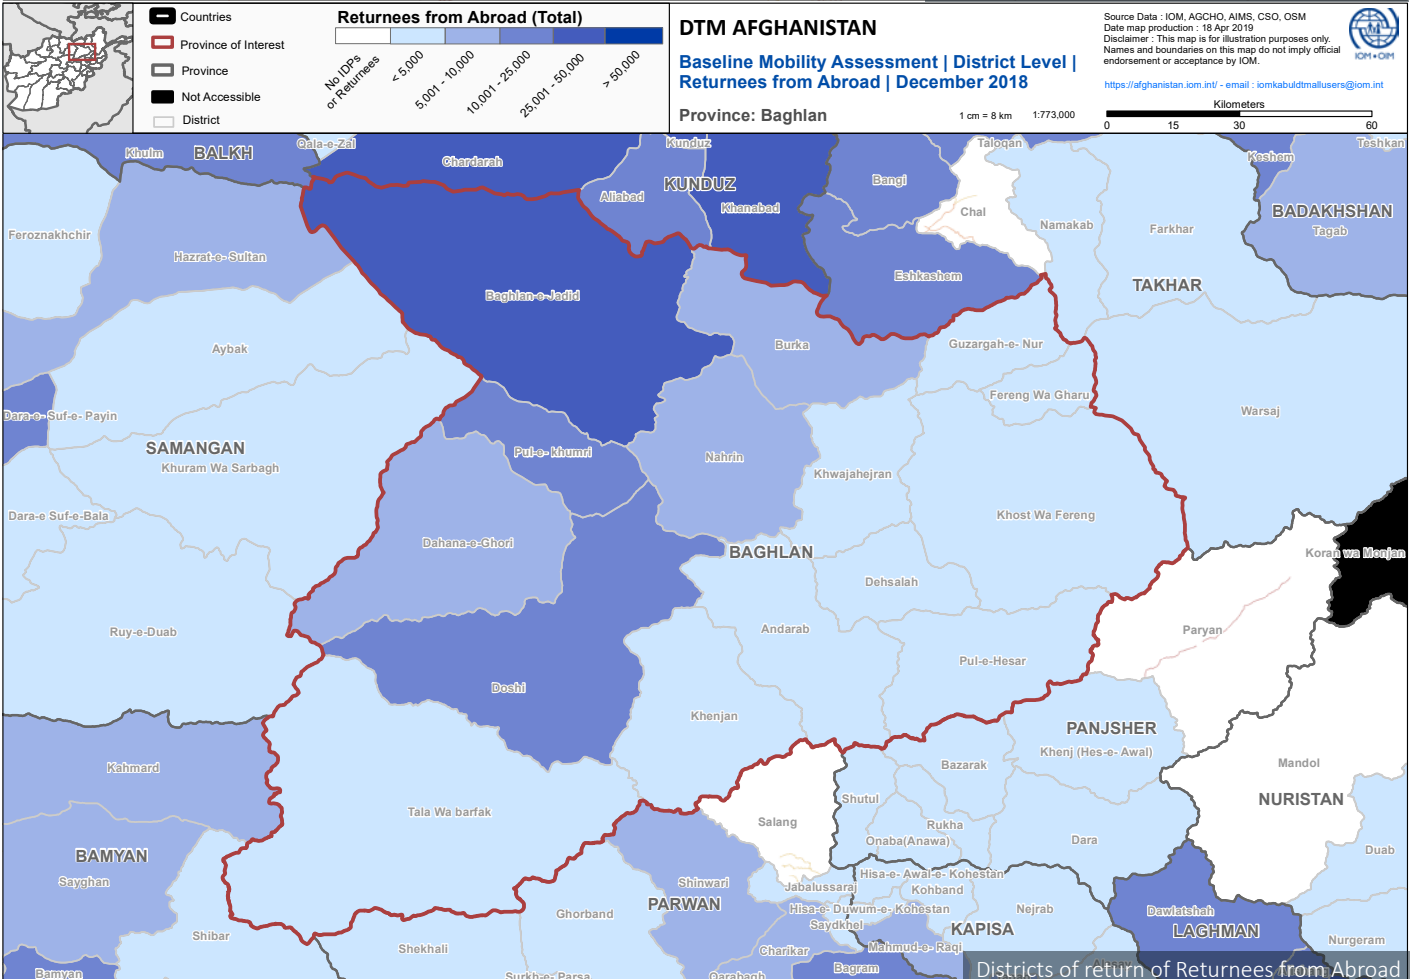 Countries
Province of Interest
Province
Not Accessible
District
Returnees from Abroad (Total)
No IDPs
or Returnees
< 5,000
5,001 - 10,000
10,001 -25,000
25,001 -50,000
> 50,000
DTM AFGHANISTAN
Baseline Mobility Assessment | District Level |
Returnees from Abroad | December 2018
Province: Baghlan
1 cm = 8 km
1:773,000
Source Data : IOM, AGCHO, AIMS, CSO, OSM
Date map production : 18 Apr 2019
Disclaimer : This map is for illustration purposes only.
Names and boundaries on this map do not imply official
endorsement or acceptance by IOM.
https://afghanistan.iom.int/ - email : iomkabuldtmallusers@iom.int
Kilometers
0 15 30 60
IOM•OIM
Khulm
BALKH
Qala-e-Zal
Chardarah
Kunduz
Aliabad
KUNDUZ
Khanabad
Bangi
Taloqan
Chal
Namakab
Farkhar
Keshem
Teshkan
BADAKHSHAN
Tagab
Feroznakhchir
Hazrat-e- Sultan
Baghlan-e-Jadid
Eshkashem
TAKHAR
Aybak
Burka
Guzargah-e- Nur
Fereng Wa Gharu
Warsaj
Dara-e- Suf-e- Payin
SAMANGAN
Khuram Wa Sarbagh
Pul-e- khumri
Nahrin
Khwajahejran
Khost Wa Fereng
Dara-e Suf-e-Bala
Dahana-e-Ghori
BAGHLAN
Koran wa Monjan
Dehsalah
Ruy-e-Duab
Andarab
Paryan
Pul-e-Hesar
Doshi
Khenjan
PANJSHER
Khenj (Hes-e- Awal)
Kahmard
Bazarak
Mandol
NURISTAN
Tala Wa barfak
Salang
Shutul
Rukha
Onaba(Anawa)
Dara
Duab
BAMYAN
Sayghan
Shinwari
Jabalussaraj
Hisa-e- Awal-e- Kohestan
Kohband
PARWAN
Ghorband
Hisa-e- Duwum-e- Kohestan
Saydkhel
Nejrab
Dawlatshah
LAGHMAN
KAPISA
Shibar
Shekhali
Charikar
Mahmud-e- Raqi
Nurgeram
Bamyan
Surkh-e- Parsa
Qarabagh
Bagram
Alasay
Districts of return of Returnees from Abroad